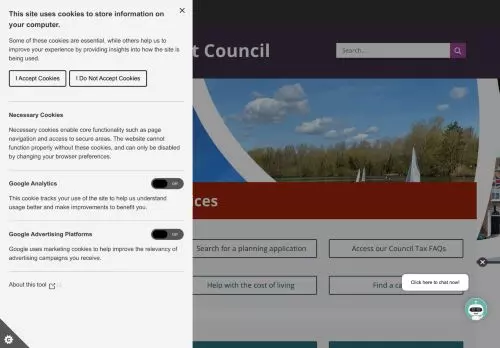 This site uses cookies to store information on
your computer.
Some of these cookies are essential, while others help us to
improve your experience by providing insights into how the site is
being used.
I Accept Cookies
I Do Not Accept Cookies
Necessary Cookies
Necessary cookies enable core functionality such as page
navigation and access to secure areas. The website cannot
function properly without these cookies, and can only be disabled
by changing your browser preferences.
Google Analytics
Off
This cookie tracks your use of the site to help us understand
usage better and make improvements to benefit you.
Google Advertising Platforms
Off
Google uses marketing cookies to help improve the relevancy of
advertising campaigns you receive.
About this tool
t Council
Search...
ices
Search for a planning application
Access our Council Tax FAQs
Help with the cost of living
Find a ca
Click here to chat now!